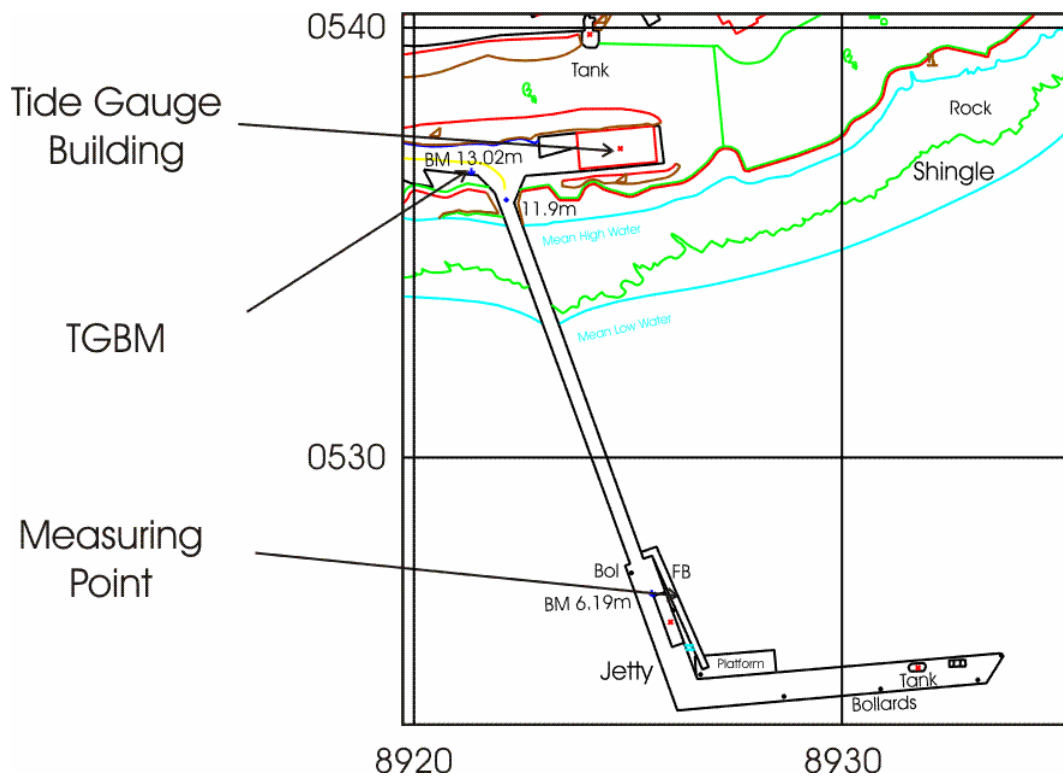 0540
Tank
Tide Gauge
Building
Rock
Shingle
BM 13.02m
11.9m
Mean High Water
TGBM
Mean Low Water
0530
Measuring
Point
Bol
FB
BM 6.19m
Jetty
Platform
Tank
Bollards
8920
8930